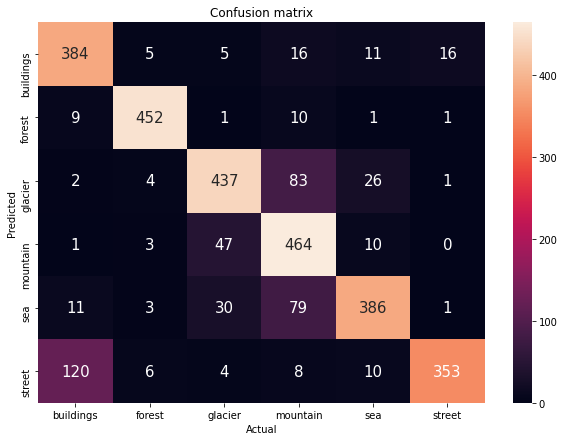 Confusion matrix
Predicted
buildings 384 5 5 16 11 16
forest 9 452 1 10 1 1
glacier 2 4 437 83 26 1
mountain 1 3 47 464 10 0
sea 11 3 30 79 386 1
street 120 6 4 8 10 353
buildings forest glacier mountain sea street
Actual
400
300
200
100
0